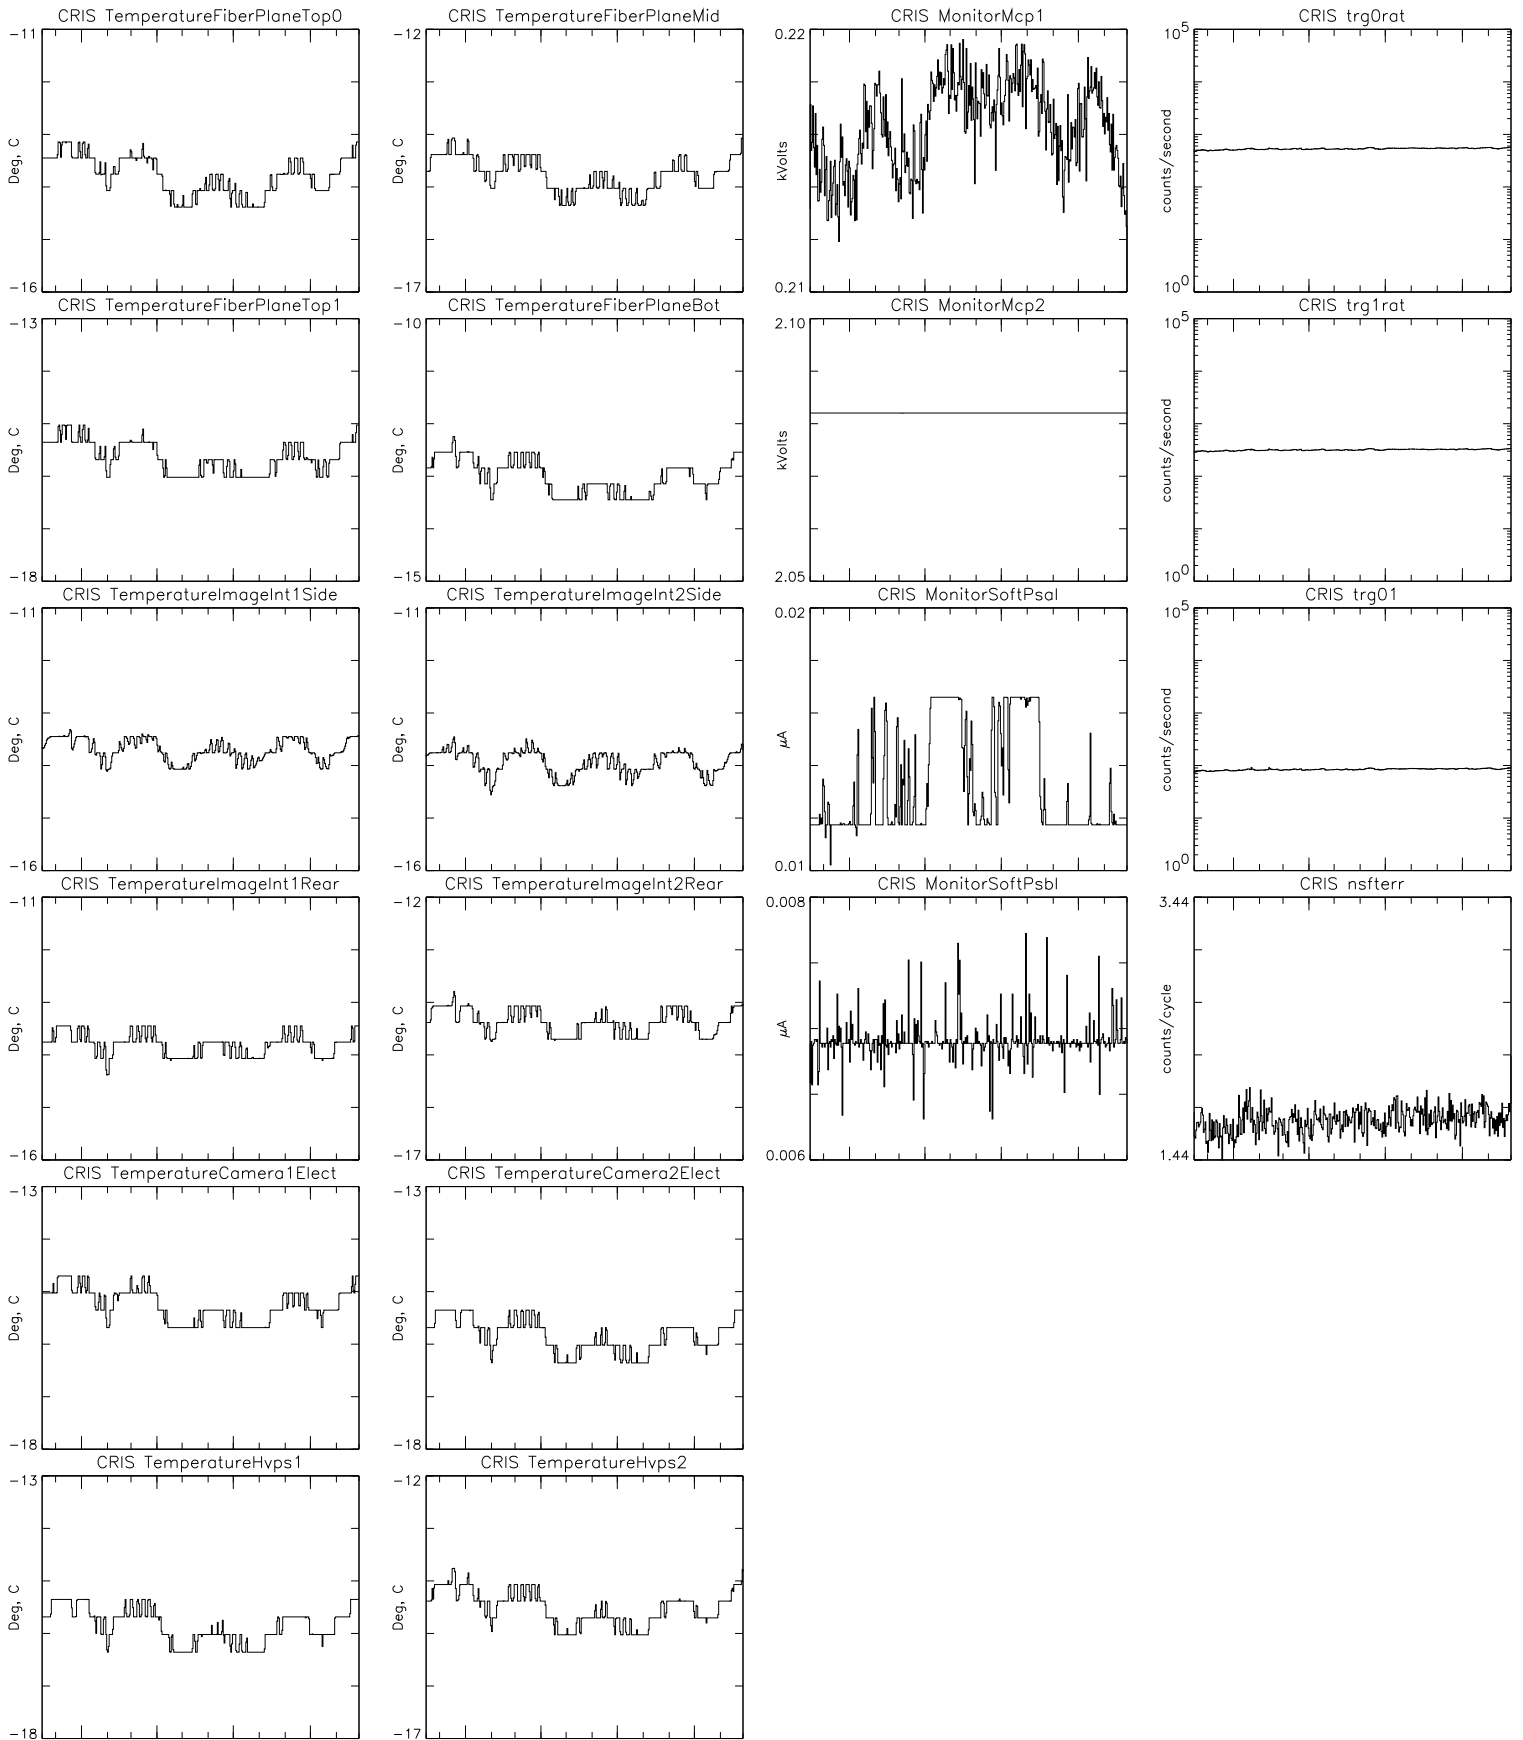 CRIS TemperatureFiberPlaneTop0
-11
Deg, C
-16
CRIS TemperatureFiberPlaneMid
-12
Deg, C
-17
CRIS MonitorMcp1
0.22
kVolts
0.21
CRIS trg0rat
10^5
counts/second
10^0
CRIS TemperatureFiberPlaneTop1
-13
Deg, C
-18
CRIS TemperatureFiberPlaneBot
-10
Deg, C
-15
CRIS MonitorMcp2
2.10
kVolts
2.05
CRIS trg1rat
10^5
counts/second
10^0
CRIS TemperatureImageInt1Side
-11
Deg, C
-16
CRIS TemperatureImageInt2Side
-11
Deg, C
-16
CRIS MonitorSoftPsaI
0.02
μA
0.01
CRIS trg01
10^5
counts/second
10^0
CRIS TemperatureImageInt1Rear
-11
Deg, C
-16
CRIS TemperatureImageInt2Rear
-12
Deg, C
-17
CRIS MonitorSoftPsbI
0.008
μA
0.006
CRIS nsfterr
3.44
counts/cycle
1.44
CRIS TemperatureCamera1Elect
-13
Deg, C
-18
CRIS TemperatureCamera2Elect
-13
Deg, C
-18
CRIS TemperatureHvps1
-13
Deg, C
-18
CRIS TemperatureHvps2
-12
Deg, C
-17